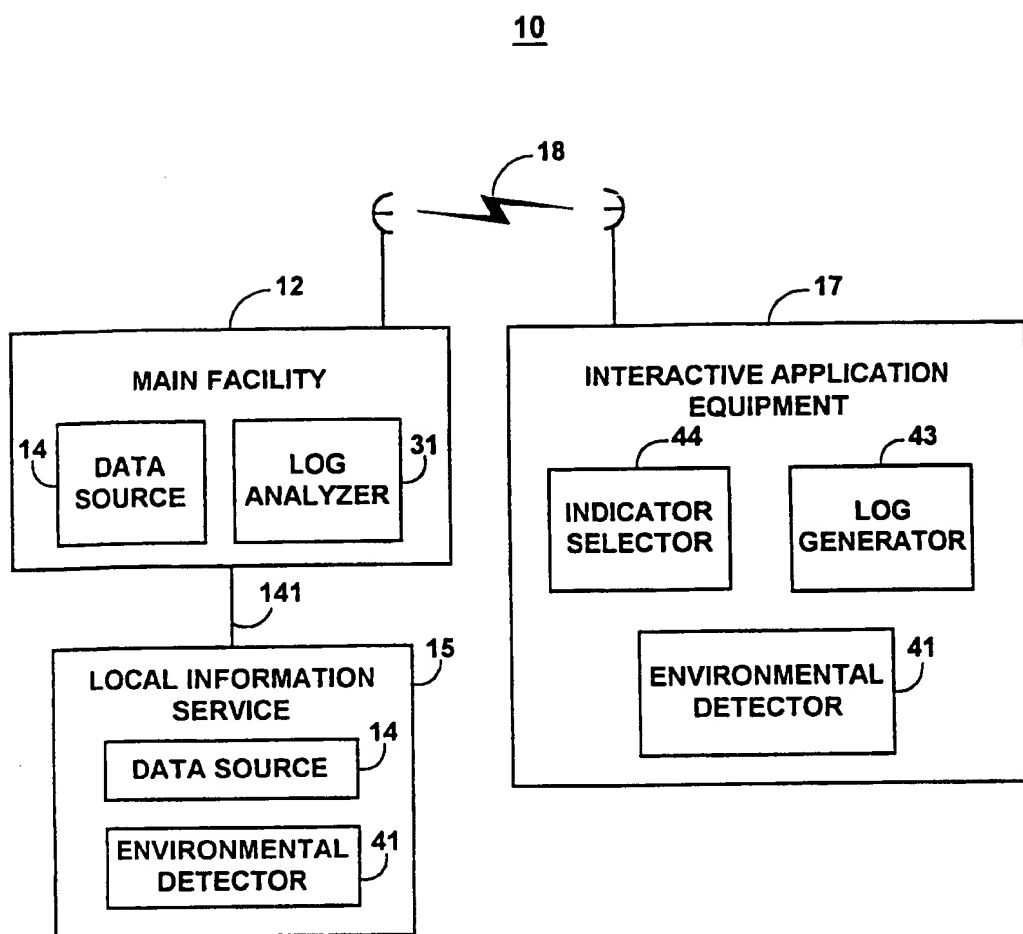 10
18
12
17
MAIN FACILITY
INTERACTIVE APPLICATION
EQUIPMENT
14
DATA
SOURCE
LOG
ANALYZER
31
44
43
INDICATOR
SELECTOR
LOG
GENERATOR
141
15
LOCAL INFORMATION
SERVICE
14
DATA SOURCE
ENVIRONMENTAL
DETECTOR
41
ENVIRONMENTAL
DETECTOR
41